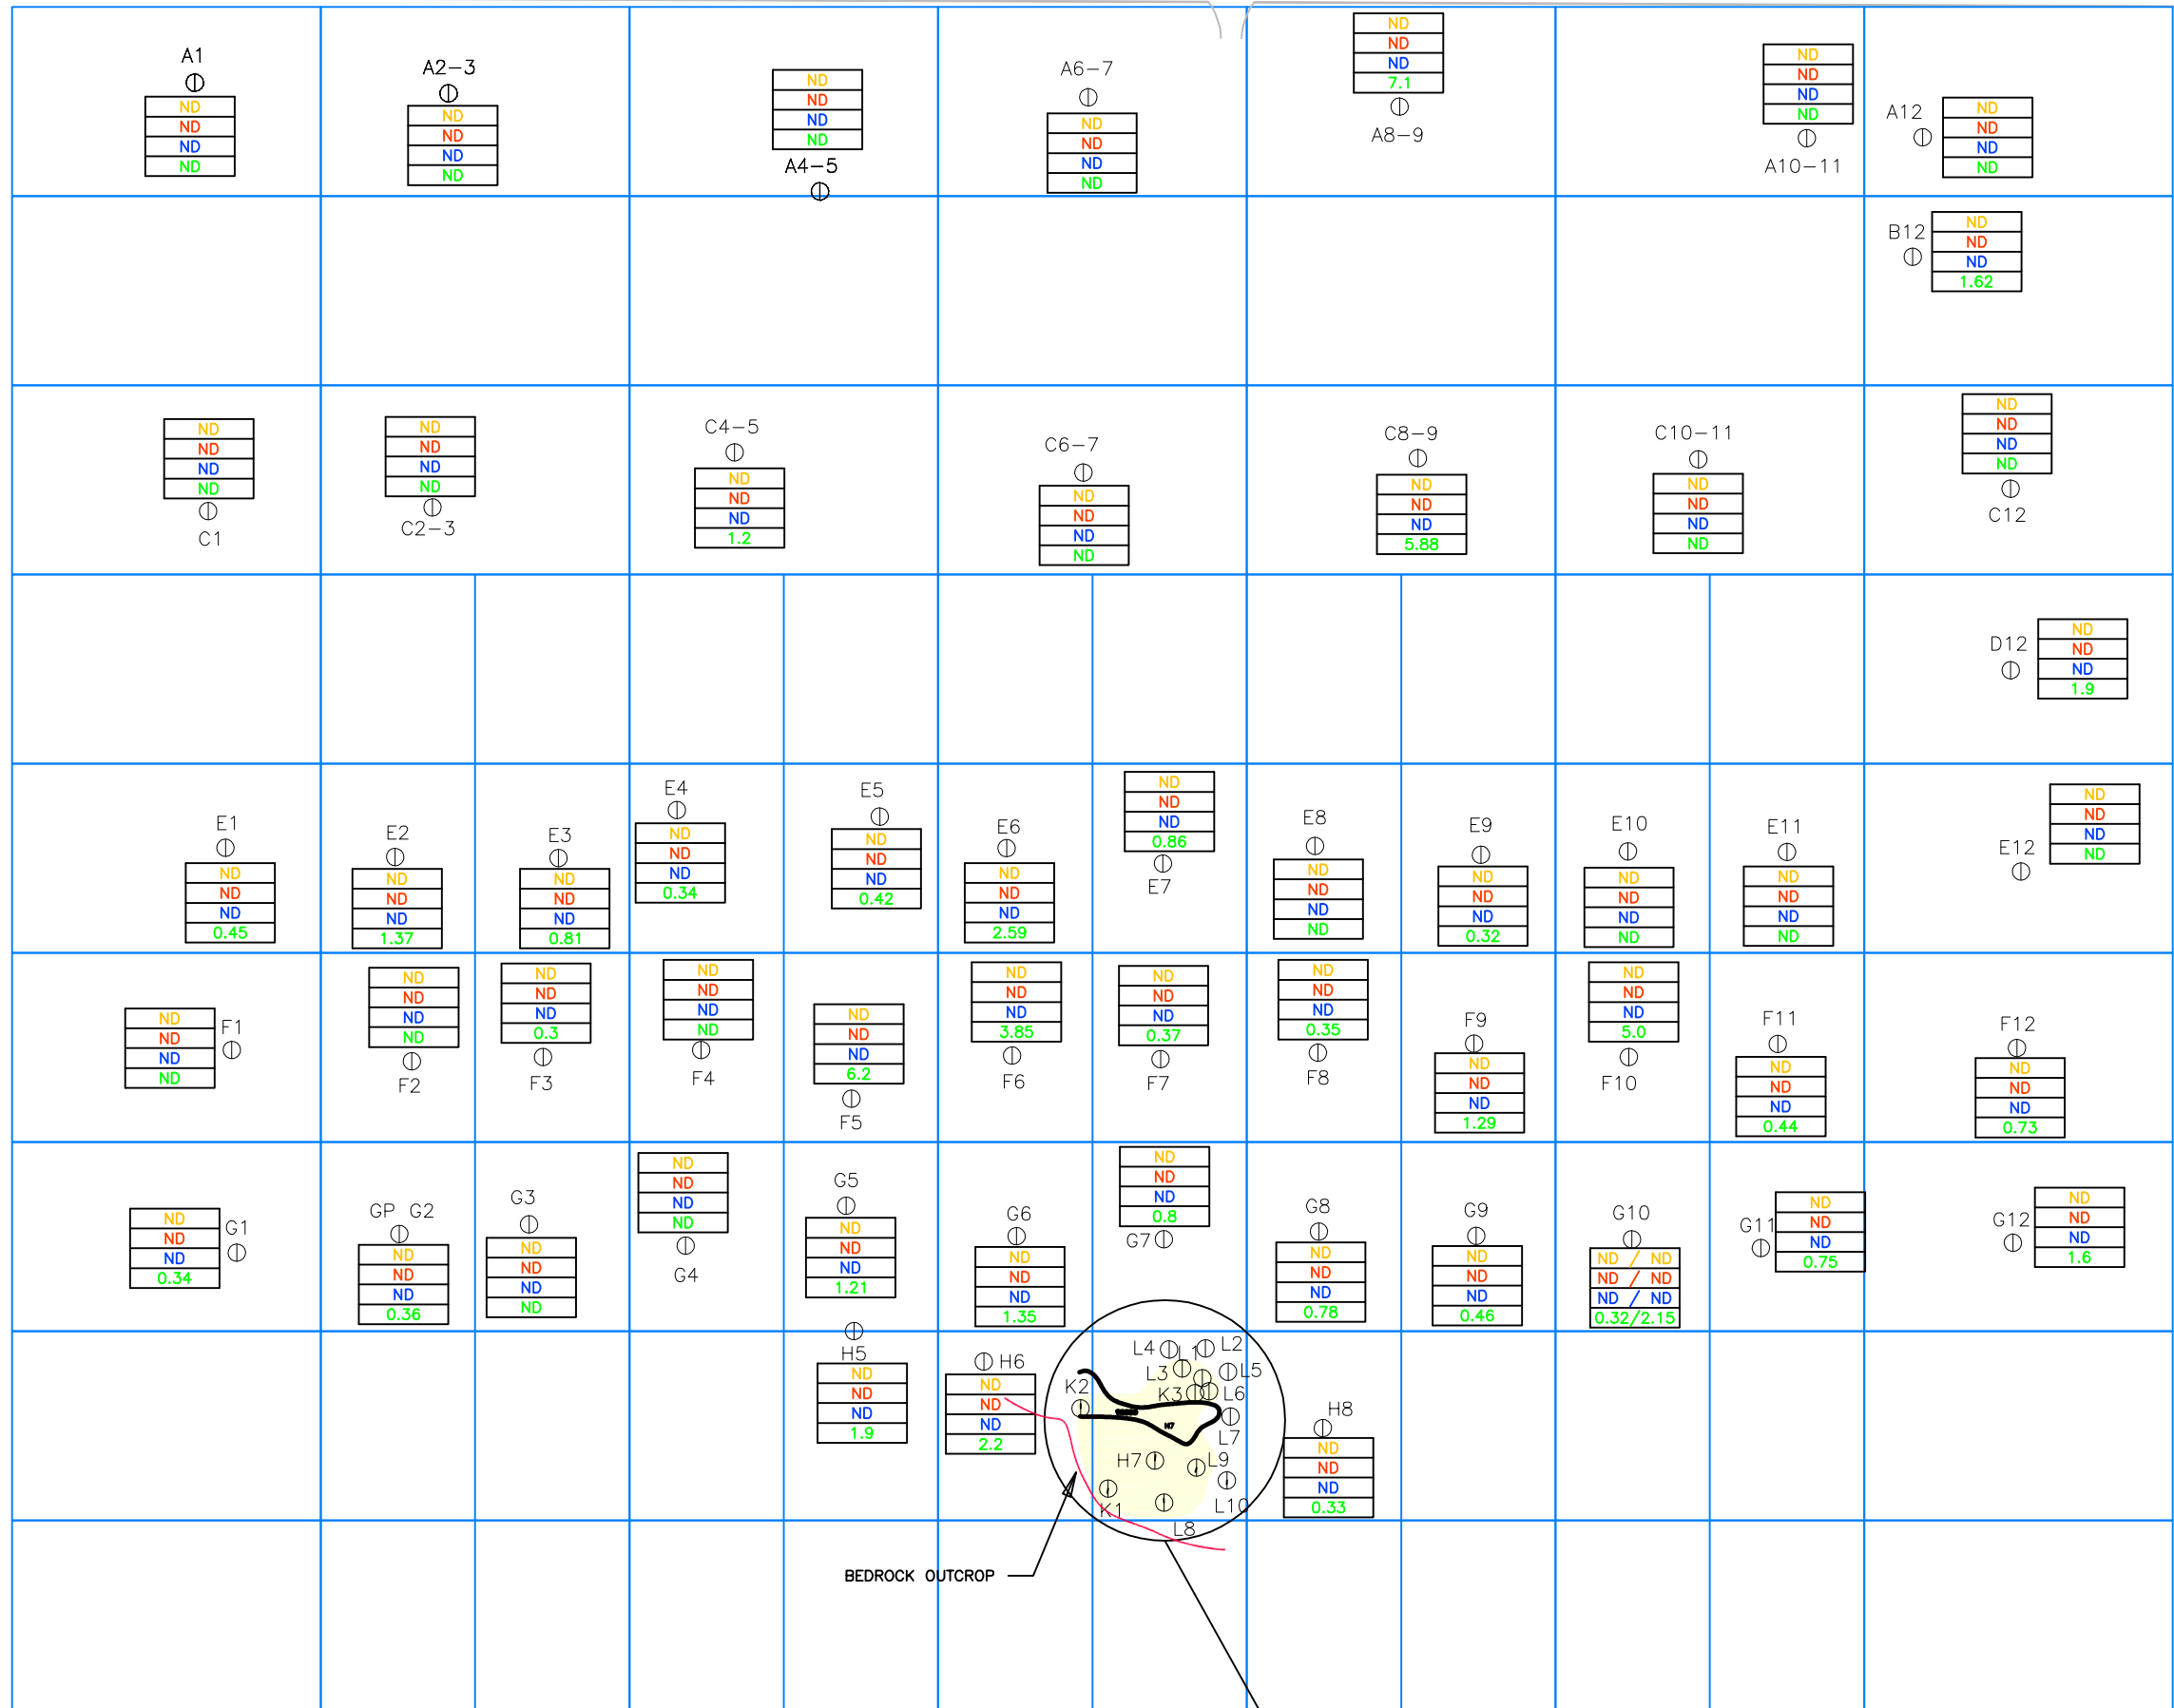 A1
ND
ND
ND
ND
A2-3
ND
ND
ND
ND
ND
ND
ND
ND
A4-5
A6-7
ND
ND
ND
ND
ND
ND
ND
7.1
A8-9
ND
ND
ND
ND
A10-11
A12
ND
ND
ND
ND
B12
ND
ND
ND
1.62
ND
ND
ND
ND
C1
ND
ND
ND
ND
C2-3
C4-5
ND
ND
ND
1.2
C6-7
ND
ND
ND
ND
C8-9
ND
ND
ND
5.88
C10-11
ND
ND
ND
ND
ND
ND
ND
ND
C12
D12
ND
ND
ND
1.9
E1
ND
ND
ND
0.45
E2
ND
ND
ND
1.37
E3
ND
ND
ND
0.81
E4
ND
ND
ND
0.34
E5
ND
ND
ND
0.42
E6
ND
ND
ND
2.59
ND
ND
ND
0.86
E7
E8
ND
ND
ND
ND
E9
ND
ND
ND
0.32
E10
ND
ND
ND
ND
E11
ND
ND
ND
ND
E12
ND
ND
ND
ND
F1
ND
ND
ND
ND
ND
ND
ND
ND
F2
ND
ND
ND
0.3
F3
ND
ND
ND
ND
F4
ND
ND
ND
6.2
F5
ND
ND
ND
3.85
F6
ND
ND
ND
0.37
F7
ND
ND
ND
0.35
F8
F9
ND
ND
ND
1.29
ND
ND
ND
5.0
F10
F11
ND
ND
ND
0.44
F12
ND
ND
ND
0.73
G1
ND
ND
ND
0.34
GP G2
ND
ND
ND
0.36
G3
ND
ND
ND
ND
ND
ND
ND
ND
G4
G5
ND
ND
ND
1.21
G6
ND
ND
ND
1.35
ND
ND
ND
0.8
G7
G8
ND
ND
ND
0.78
G9
ND
ND
ND
0.46
G10
ND / ND
ND / ND
ND / ND
0.32/2.15
G11
ND
ND
ND
0.75
G12
ND
ND
ND
1.6
H5
ND
ND
ND
1.9
H6
ND
ND
ND
2.2
L4
L1
L2
L3
L5
K2
K3
L6
H7
L7
H7
L9
K1
L10
L8
H8
ND
ND
ND
0.33
BEDROCK OUTCROP